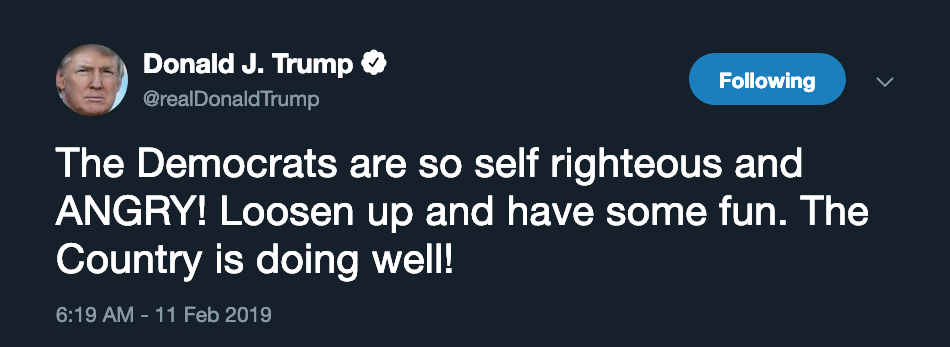 Donald J. Trump
@realDonaldTrump
Following
The Democrats are so self righteous and
ANGRY! Loosen up and have some fun. The
Country is doing well!
6:19 AM - 11 Feb 2019